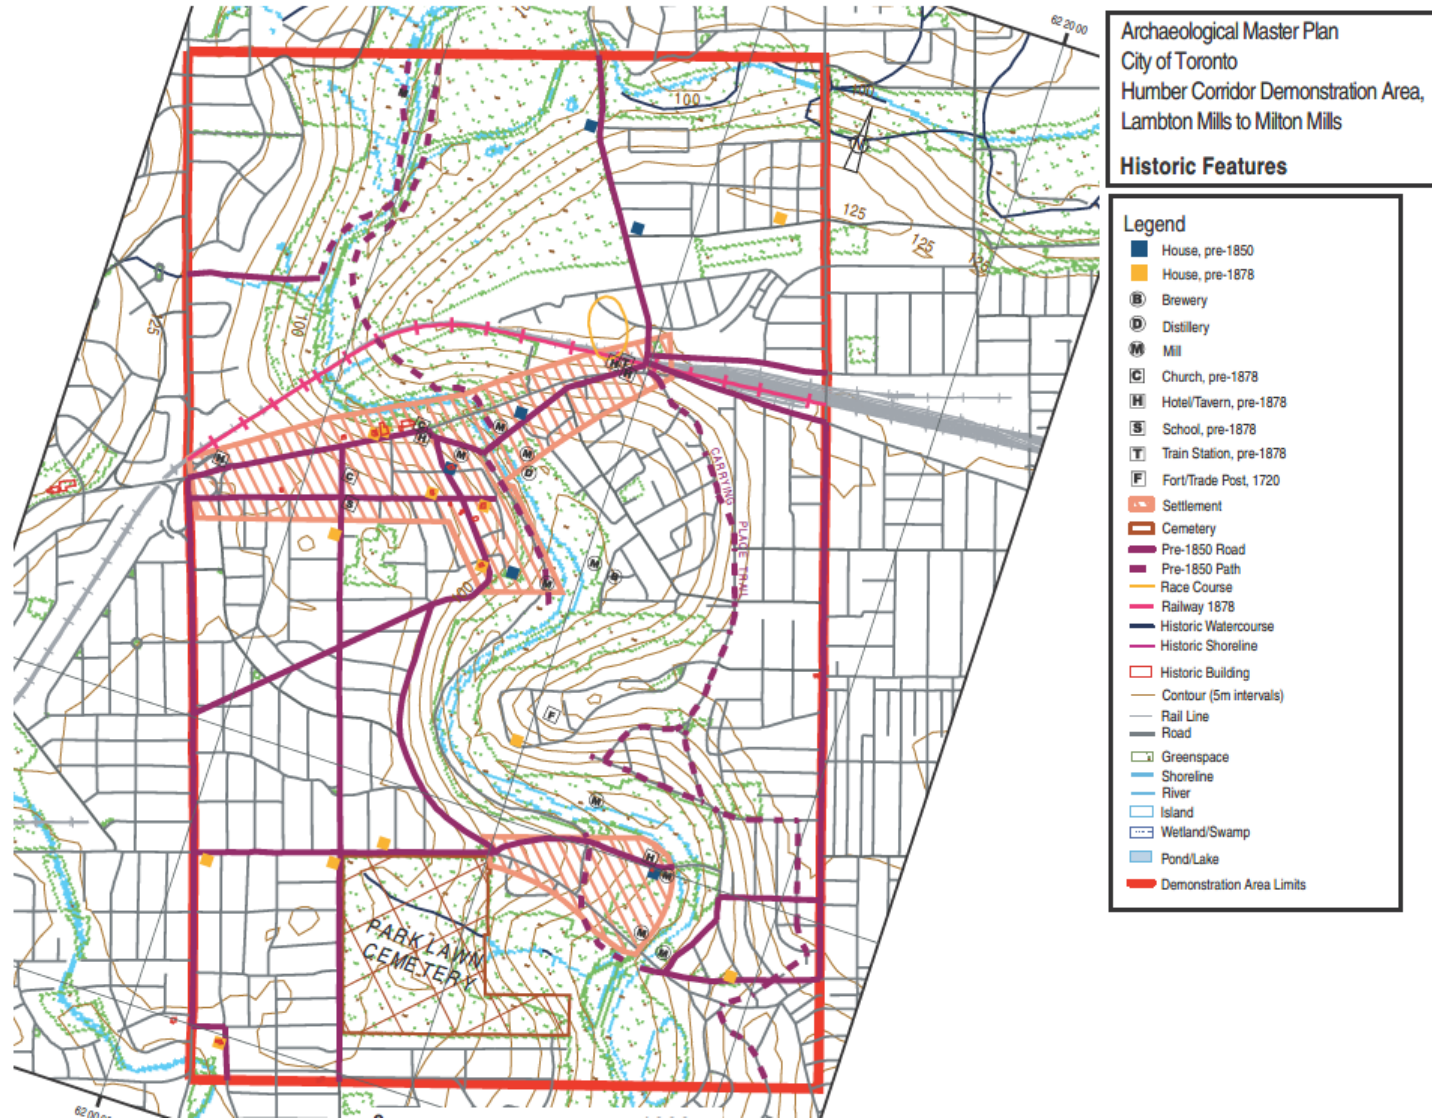 Archaeological Master Plan
City of Toronto
Humber Corridor Demonstration Area,
Lambton Mills to Milton Mills
Historic Features
Legend
House, pre-1850
House, pre-1878
B Brewery
D Distillery
M Mill
C Church, pre-1878
H Hotel/Tavern, pre-1878
S School, pre-1878
T Train Station, pre-1878
F Fort/Trade Post, 1720
Settlement
Cemetery
Pre-1850 Road
Pre-1850 Path
Race Course
Railway 1878
Historic Watercourse
Historic Shoreline
Historic Building
Contour (5m intervals)
Rail Line
Road
Greenspace
Shoreline
River
Island
Wetland/Swamp
Pond/Lake
Demonstration Area Limits
62 20 00
100
125
125
100
25
H
T
H
C
H
M
M
M
D
C
S
CARRYING
PLACE TRAIL
M
B
M
F
M
H
M
M
M
PARK LAWN
CEMETERY